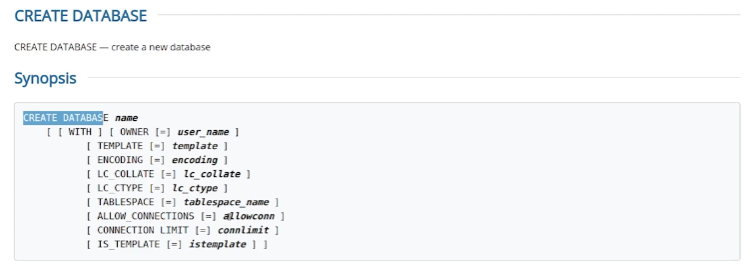 CREATE DATABASE
CREATE DATABASE — create a new database
Synopsis
CREATE DATABASE name
[ [ WITH ] [ OWNER [=] user_name ]
[ TEMPLATE [=] template ]
[ ENCODING [=] encoding ]
[ LC_COLLATE [=] lc_collate ]
[ LC_CTYPE [=] lc_ctype ]
[ TABLESPACE [=] tablespace_name ]
[ ALLOW_CONNECTIONS [=] allowconn ]
[ CONNECTION LIMIT [=] connlimit ]
[ IS_TEMPLATE [=] istemplate ] ]